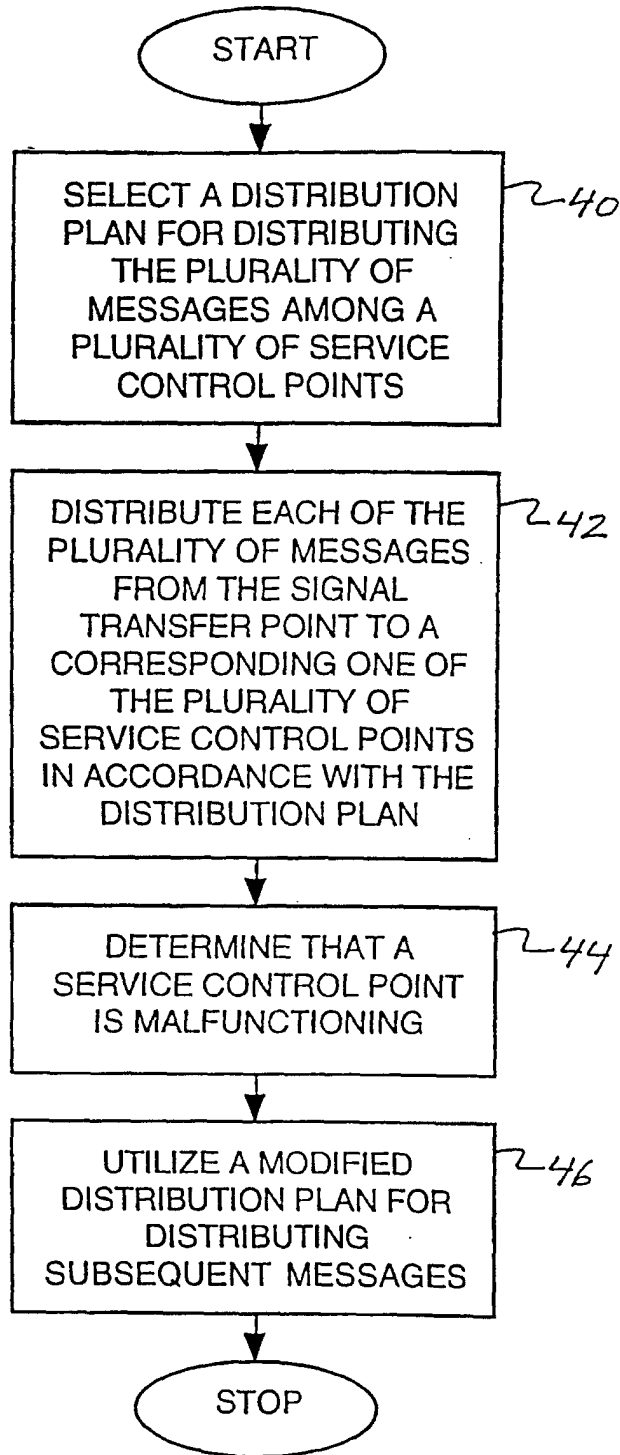 START
SELECT A DISTRIBUTION
PLAN FOR DISTRIBUTING
THE PLURALITY OF
MESSAGES AMONG A
PLURALITY OF SERVICE
CONTROL POINTS
40
DISTRIBUTE EACH OF THE
PLURALITY OF MESSAGES
FROM THE SIGNAL
TRANSFER POINT TO A
CORRESPONDING ONE OF
THE PLURALITY OF
SERVICE CONTROL POINTS
IN ACCORDANCE WITH THE
DISTRIBUTION PLAN
42
DETERMINE THAT A
SERVICE CONTROL POINT
IS MALFUNCTIONING
44
UTILIZE A MODIFIED
DISTRIBUTION PLAN FOR
DISTRIBUTING
SUBSEQUENT MESSAGES
46
STOP